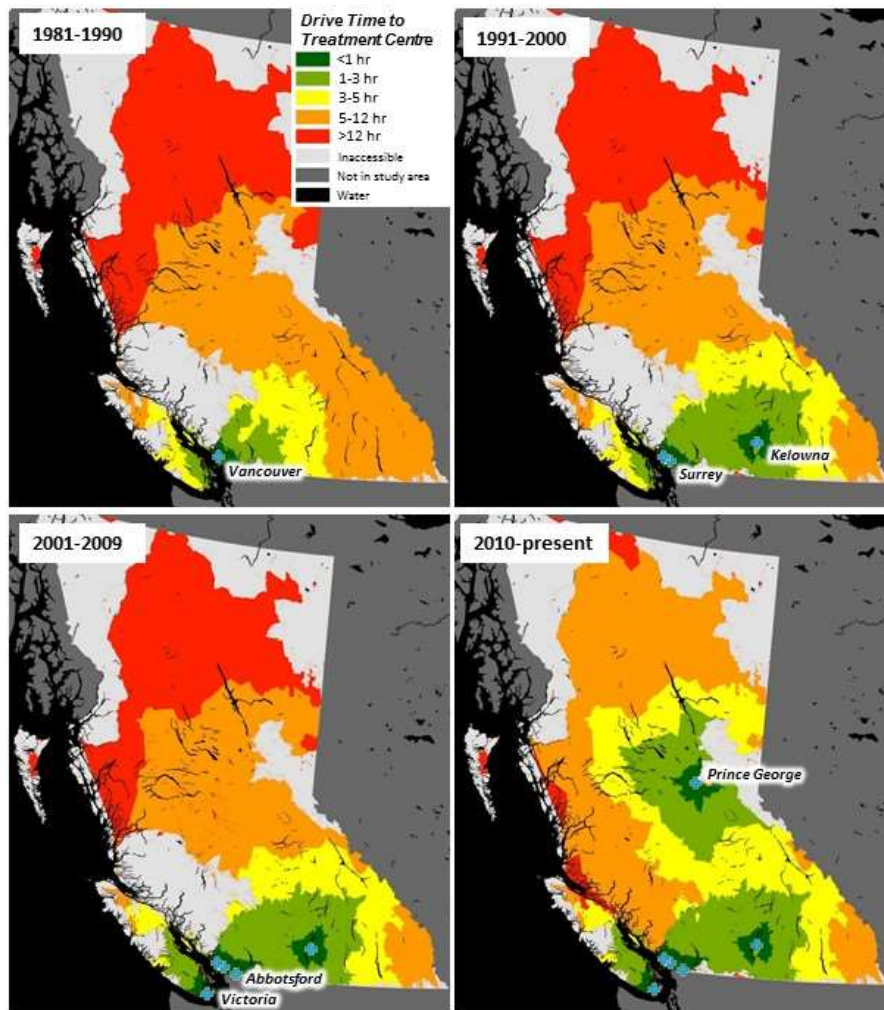 1981-1990
Drive Time to
Treatment Centre
<1 hr
1-3 hr
3-5 hr
5-12 hr
>12 hr
Inaccessible
Not in study area
Water
Vancouver
1991-2000
Kelowna
Surrey
2001-2009
Abbotsford
Victoria
2010-present
Prince George